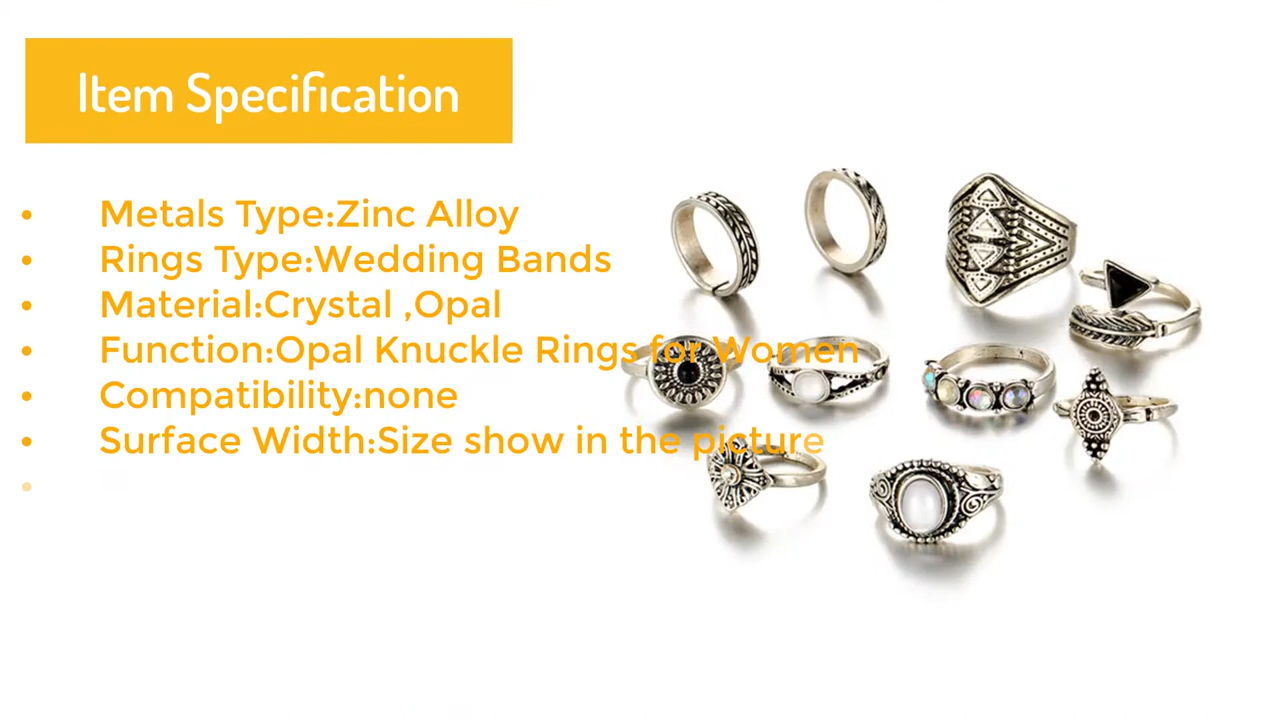 Item Specification
• Metals Type:Zinc Alloy
• Rings Type:Wedding Bands
• Material:Crystal ,Opal
• Function:Opal Knuckle Rings for Women
• Compatibility:none
• Surface Width:Size show in the picture
•